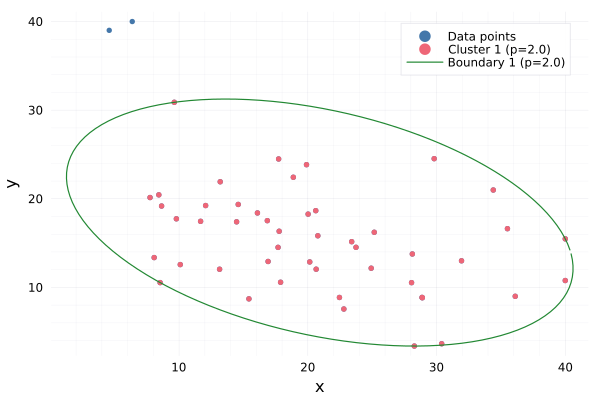 40
30
20
10
y
Data points
Cluster 1 (p=2.0)
Boundary 1 (p=2.0)
10 20 30 40
x